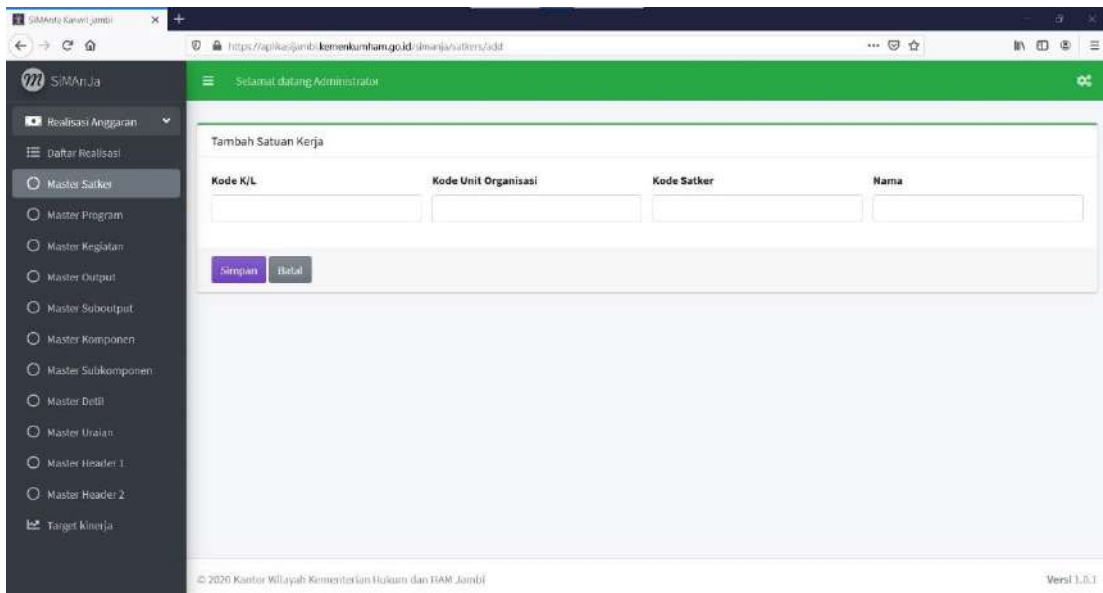 SiMAnJa Kanwil Jambi
https://aplikasijambi.kemenkumham.go.id/simanja/satkers/add
SiMAnJa
Selamat datang Administrator
Realisasi Anggaran
Daftar Realisasi
Master Satker
Master Program
Master Kegiatan
Master Output
Master Suboutput
Master Komponen
Master Subkomponen
Master Detil
Master Uraian
Master Header 1
Master Header 2
Target kinerja
Tambah Satuan Kerja
Kode K/L Kode Unit Organisasi Kode Satker Nama
Simpan Batal
© 2020 Kantor Wilayah Kementerian Hukum dan HAM Jambi Versi 1.0.1